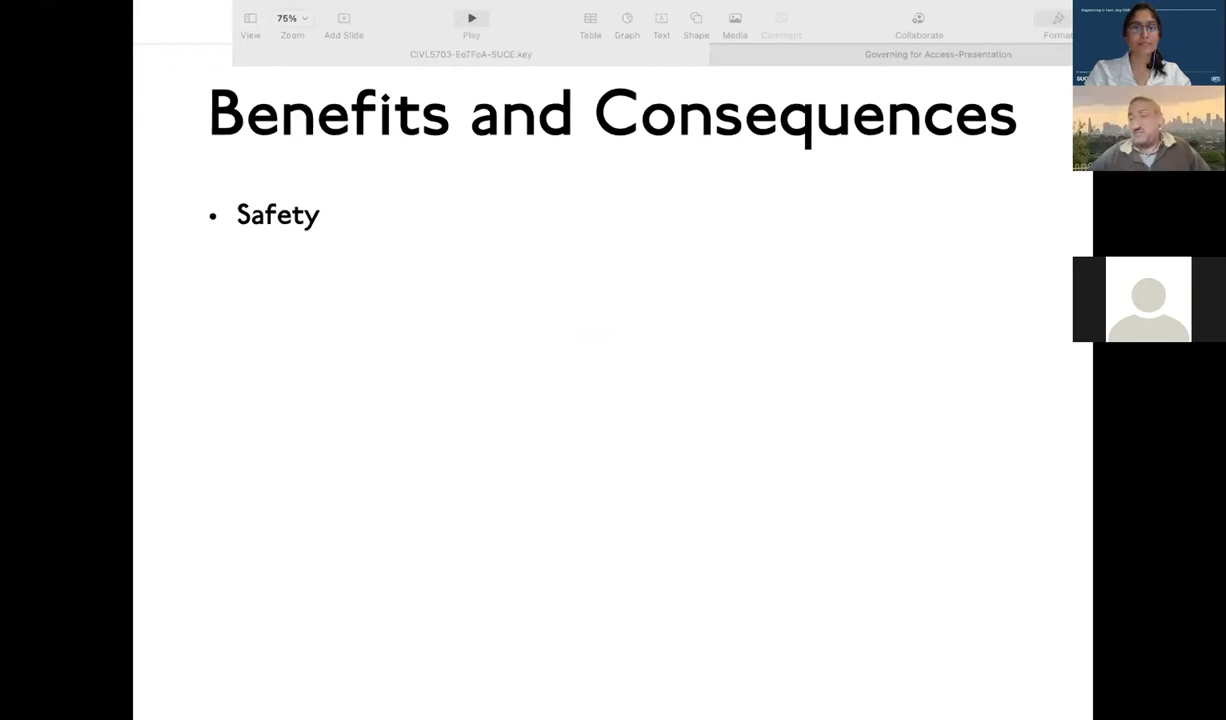 View
75%
Zoom
Add Slide
Play
Table
Graph
Text
Shape
Media
Comment
Collaborate
Format
CIVL5703-EoTFoA-SUCE.key
Governing for Access-Presentation
Benefits and Consequences
• Safety